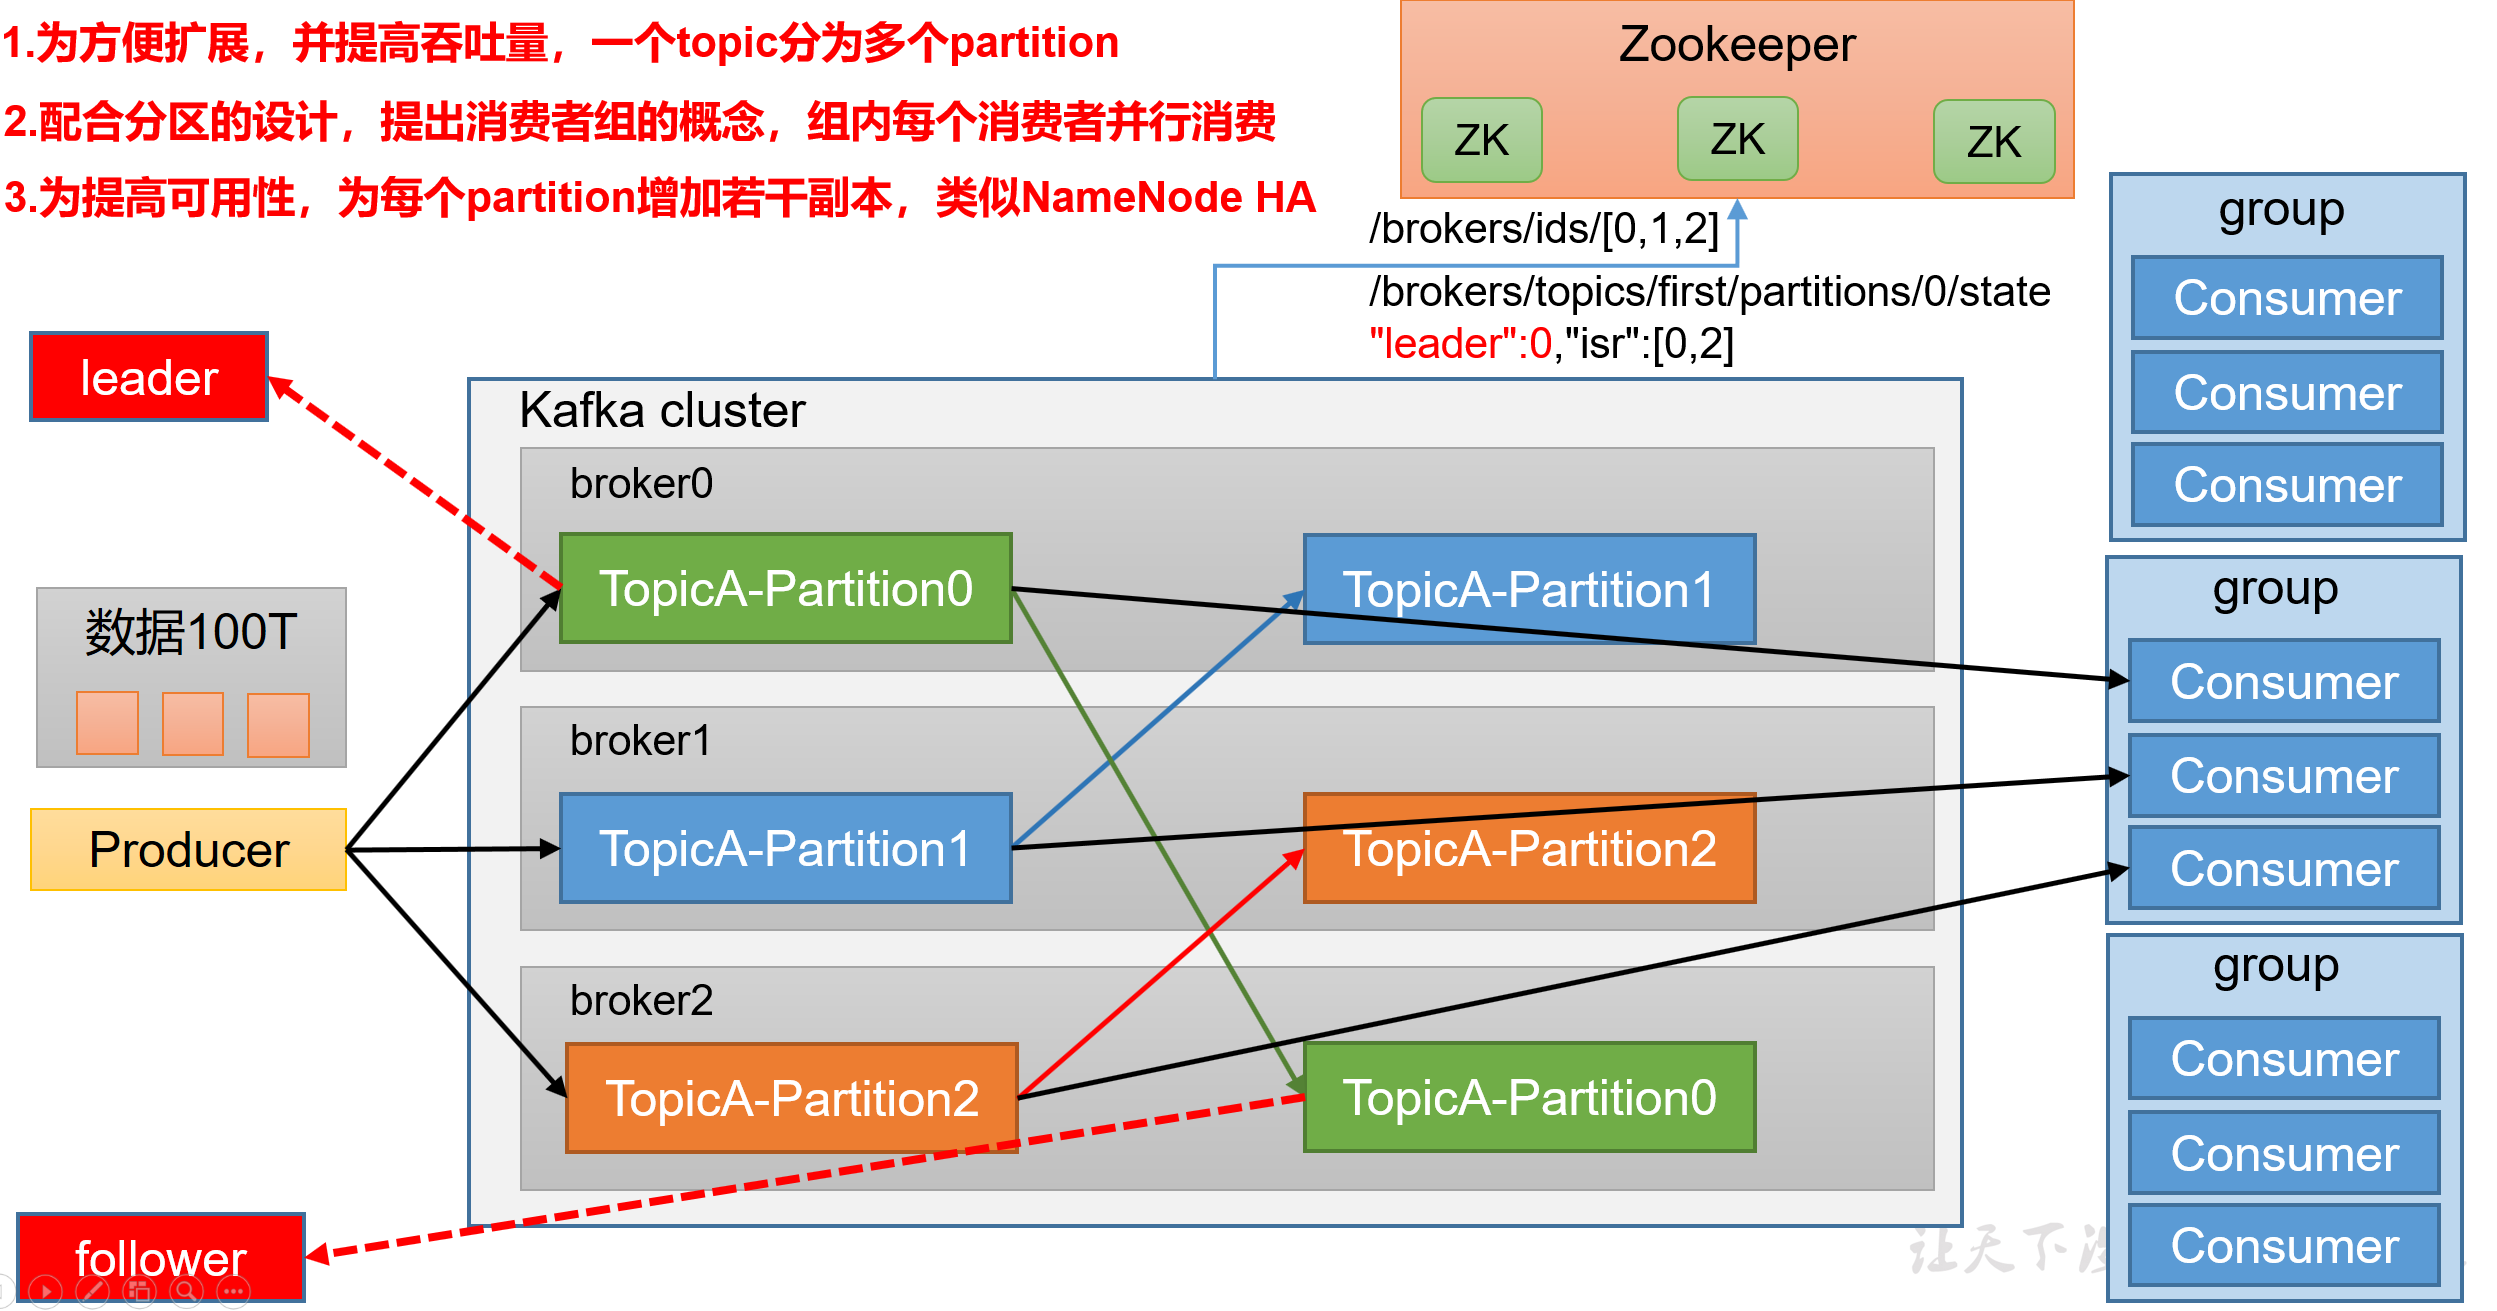 1.为方便扩展，并提高吞吐量，一个topic分为多个partition
2.配合分区的设计，提出消费者组的概念，组内每个消费者并行消费
3.为提高可用性，为每个partition增加若干副本，类似NameNode HA
Zookeeper
ZK
ZK
ZK
/brokers/ids/[0,1,2]
/brokers/topics/first/partitions/0/state
"leader":0,"isr":[0,2]
leader
数据100T
Producer
follower
Kafka cluster
broker0
TopicA-Partition0
TopicA-Partition1
broker1
TopicA-Partition1
TopicA-Partition2
broker2
TopicA-Partition2
TopicA-Partition0
group
Consumer
Consumer
Consumer
group
Consumer
Consumer
Consumer
group
Consumer
Consumer
Consumer
让天下